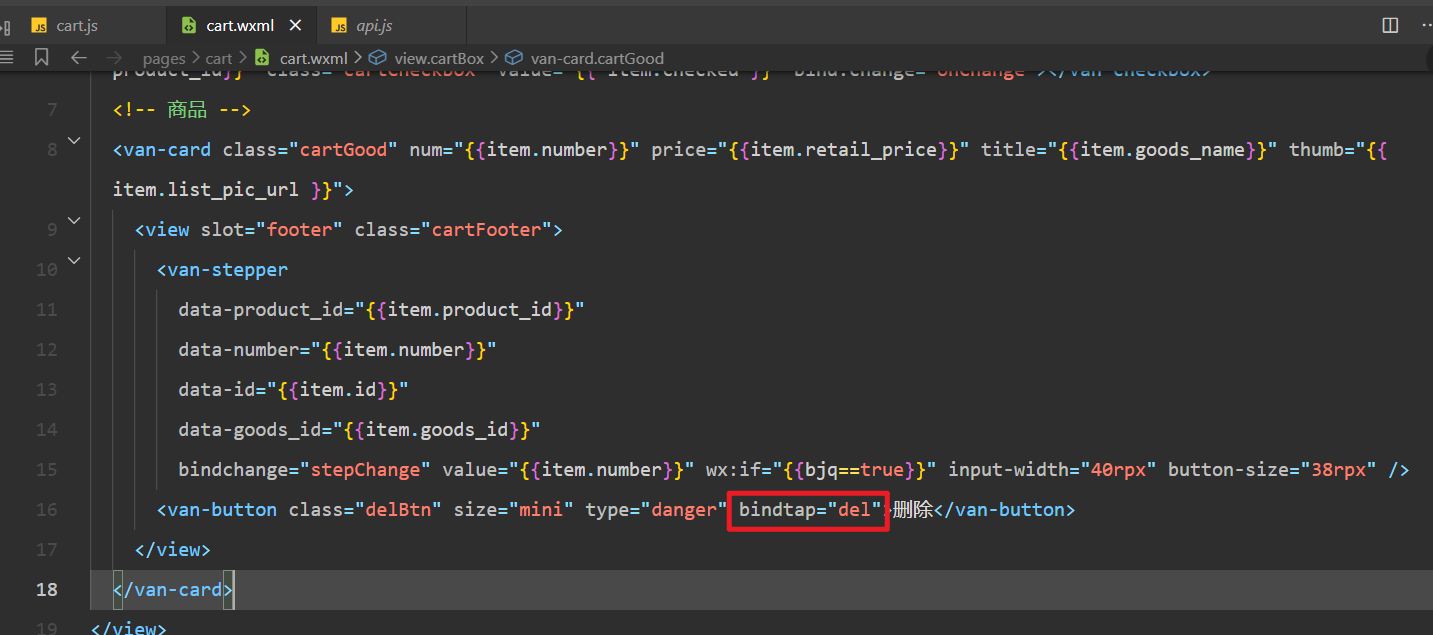 cart.js cart.wxml api.js
pages cart cart.wxml view.cartBox van-card.cartGood
product_id}}" class="cartCheckbox" value="{{ item.checked }}" bind:change="onChange"></van-checkbox>
7 <!-- 商品 -->
8 <van-card class="cartGood" num="{{item.number}}" price="{{item.retail_price}}" title="{{item.goods_name}}" thumb="{{
item.list_pic_url }}">
9 <view slot="footer" class="cartFooter">
10 <van-stepper
11 data-product_id="{{item.product_id}}"
12 data-number="{{item.number}}"
13 data-id="{{item.id}}"
14 data-goods_id="{{item.goods_id}}"
15 bindchange="stepChange" value="{{item.number}}" wx:if="{{bjq==true}}" input-width="40rpx" button-size="38rpx" />
16 <van-button class="delBtn" size="mini" type="danger" bindtap="del">删除</van-button>
17 </view>
18 </van-card>
19 </view>